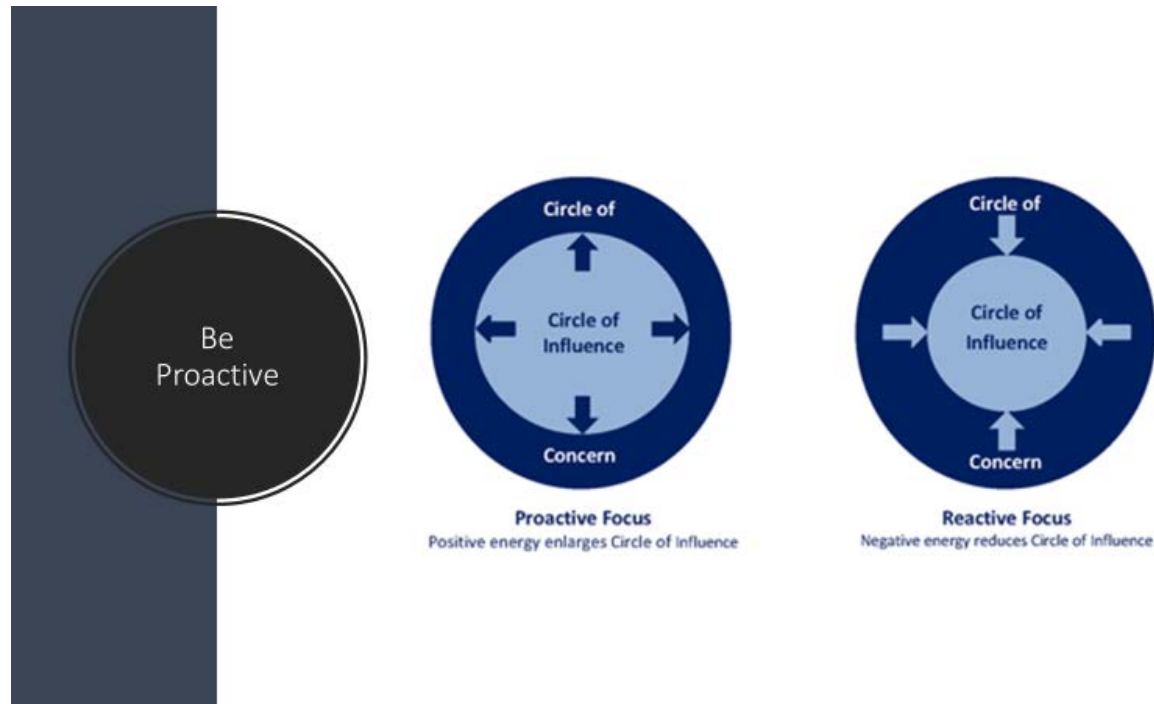 Be
Proactive
Circle of
Circle of
Influence
Concern
Proactive Focus
Positive energy enlarges Circle of Influence
Circle of
Circle of
Influence
Concern
Reactive Focus
Negative energy reduces Circle of Influence